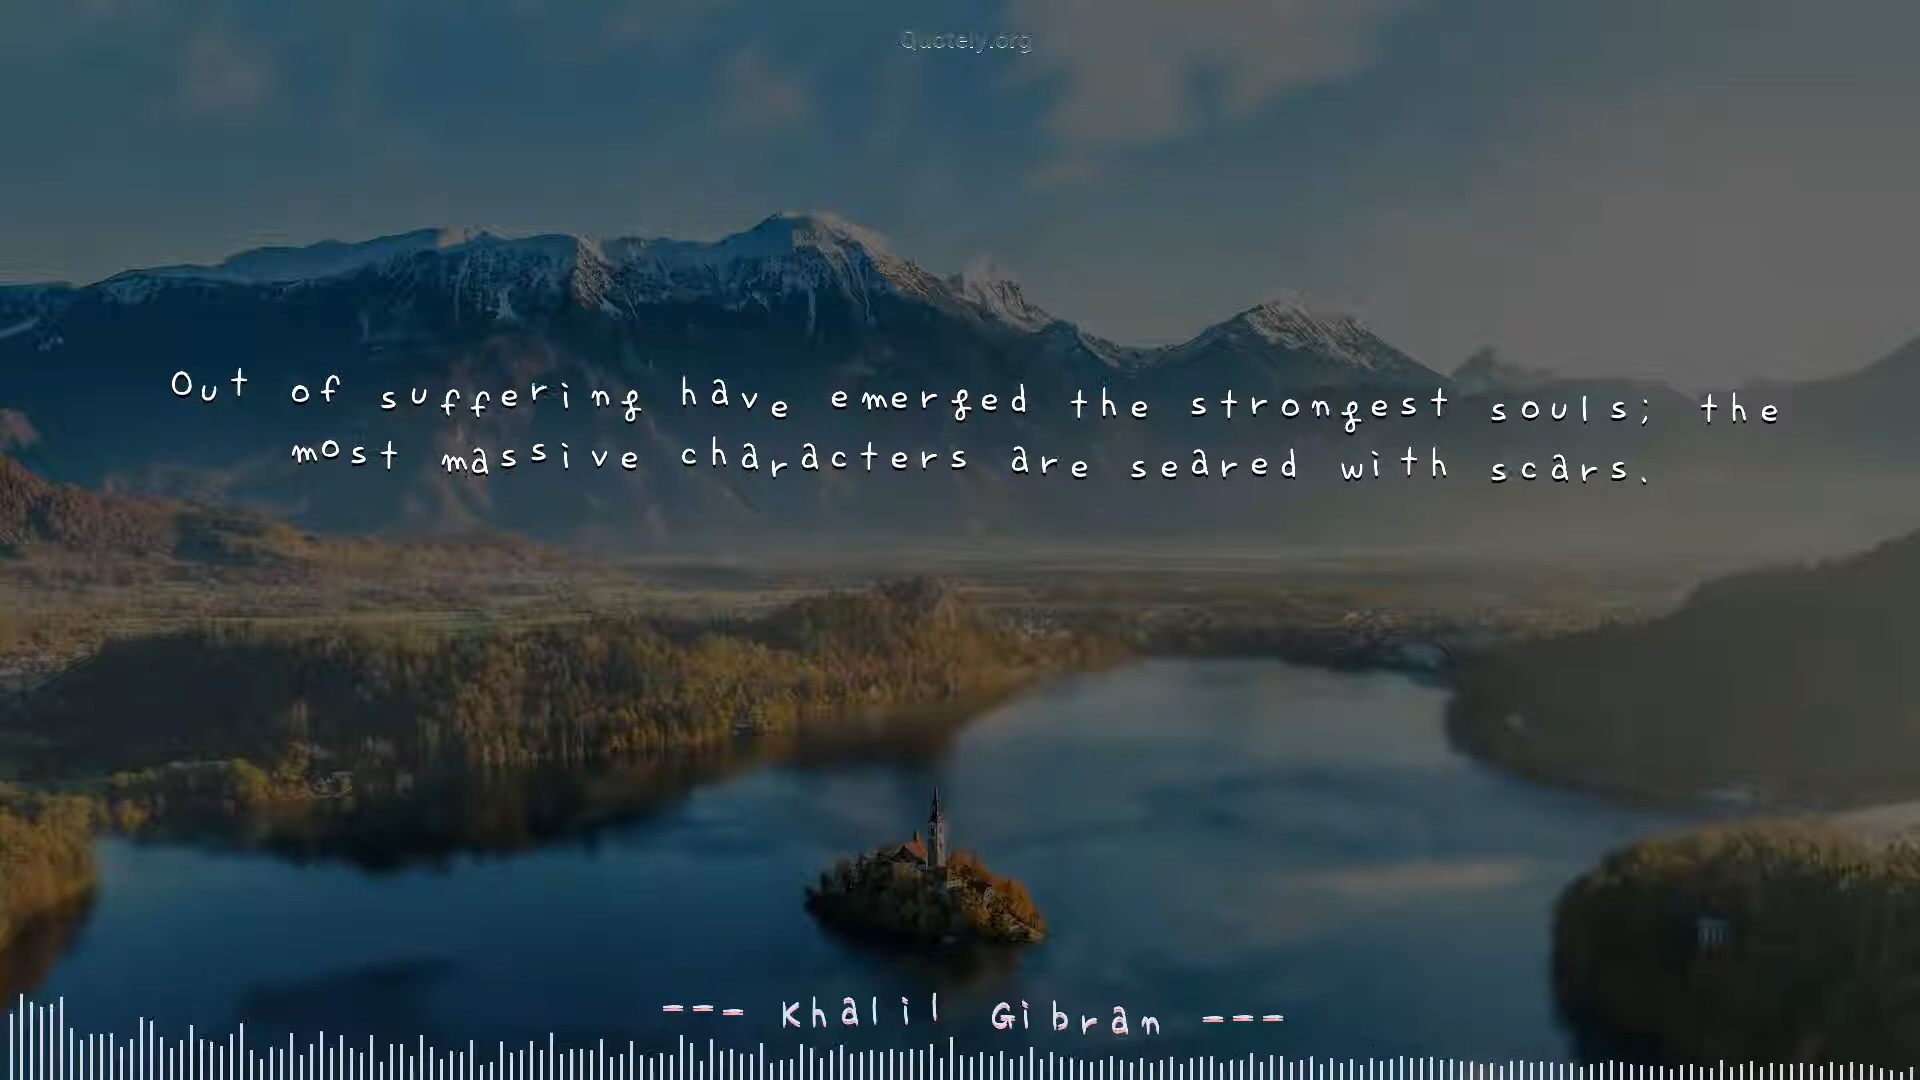 Quotely.org
Out of suffering have emerged the strongest souls; the
most massive characters are seared with scars.
--- Khalil Gibran ---